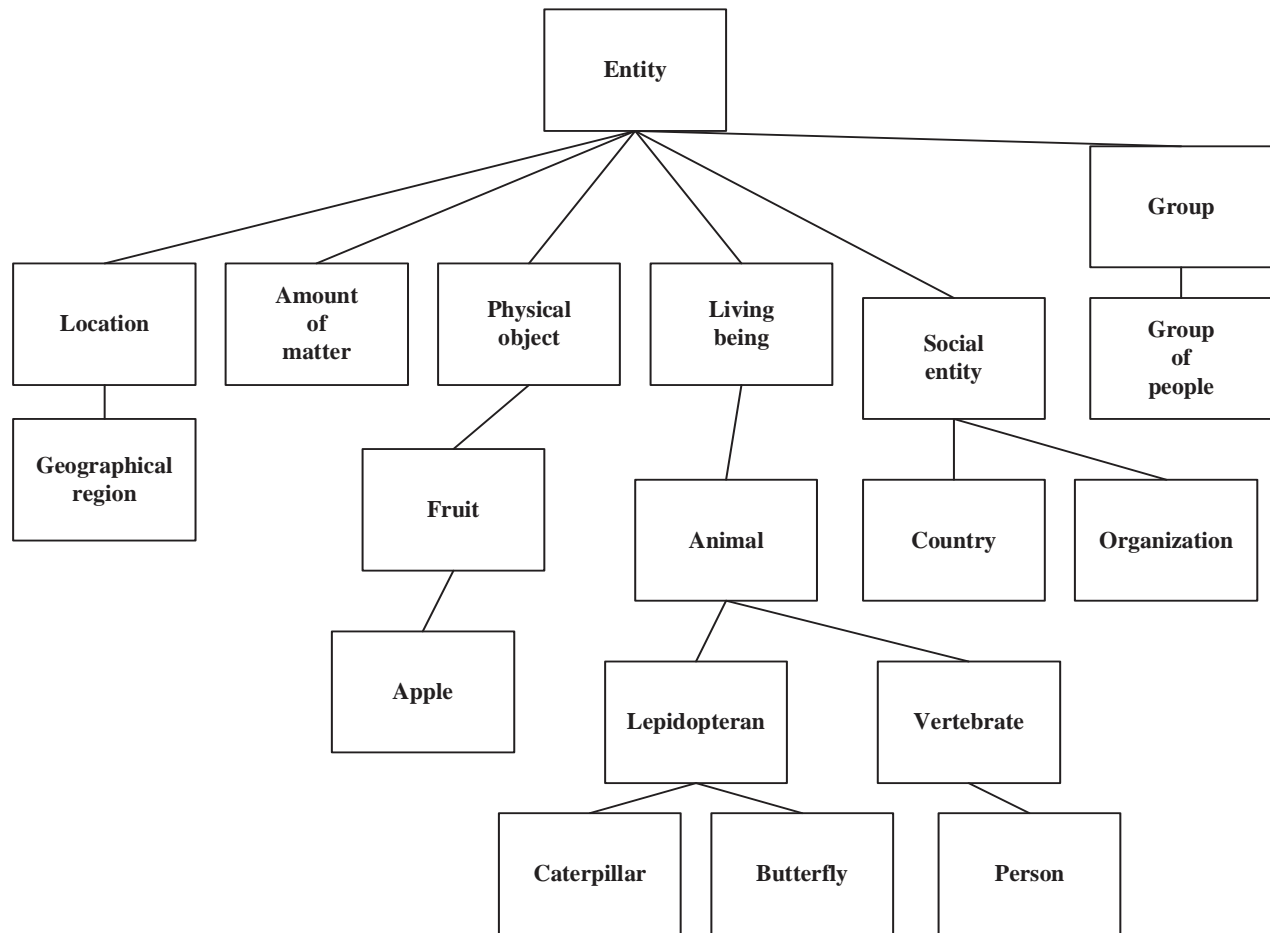 Entity
Group
Location
Amount
of
matter
Physical
object
Living
being
Social
entity
Group
of
people
Geographical
region
Fruit
Animal
Country
Organization
Apple
Lepidopteran
Vertebrate
Caterpillar
Butterfly
Person